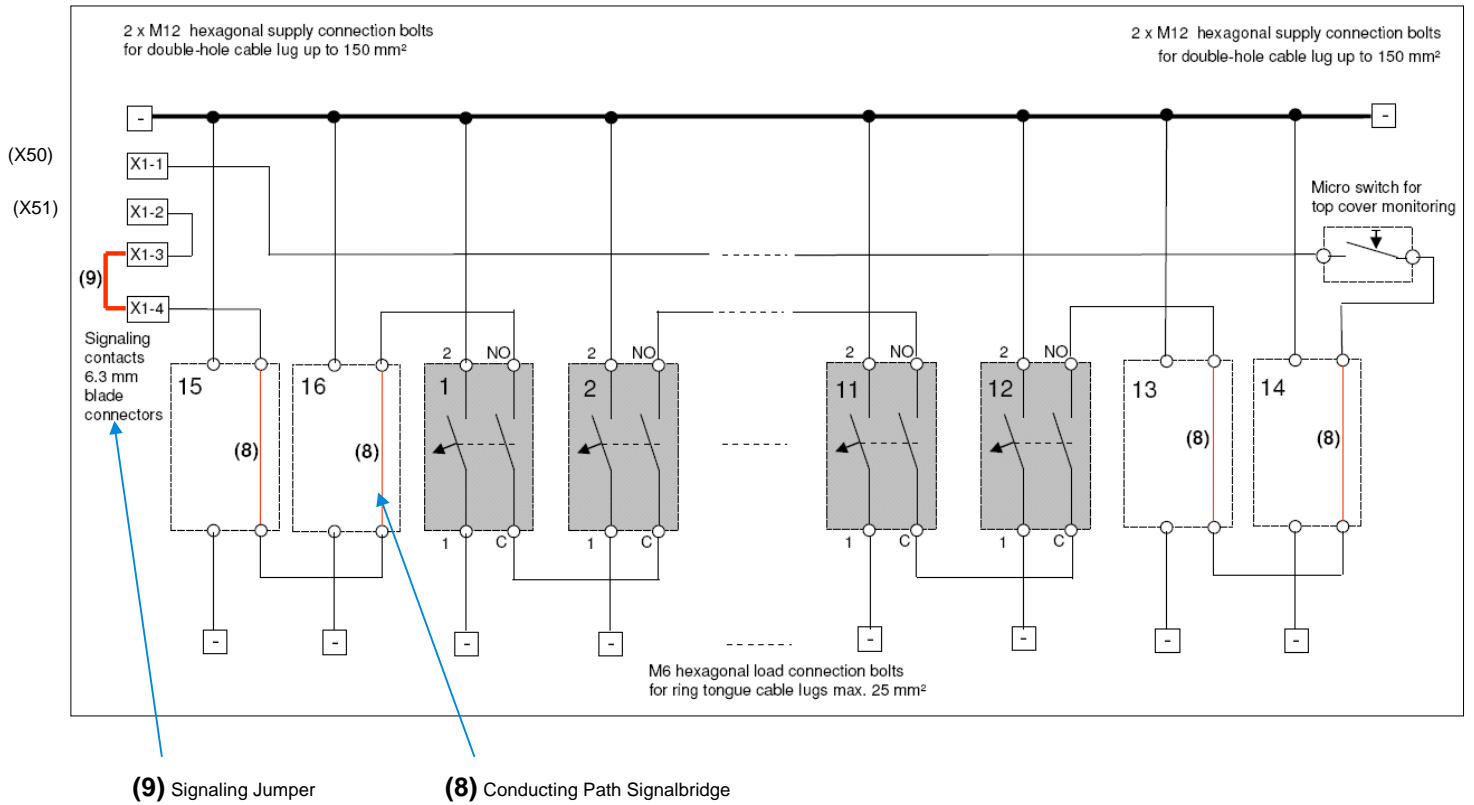 2 x M12 hexagonal supply connection bolts
for double-hole cable lug up to 150 mm²
2 x M12 hexagonal supply connection bolts
for double-hole cable lug up to 150 mm²
-
-
(X50)
X1-1
(X51)
X1-2
X1-3
(9)
X1-4
Micro switch for
top cover monitoring
Signaling
contacts
6.3 mm
blade
connectors
2 NO
2 NO
2 NO
2 NO
15
16
1
2
11
12
13
14
(8)
(8)
(8)
(8)
1 C
1 C
1 C
1 C
-
-
-
-
-
-
-
-
M6 hexagonal load connection bolts
for ring tongue cable lugs max. 25 mm²
(9) Signaling Jumper
(8) Conducting Path Signalbridge